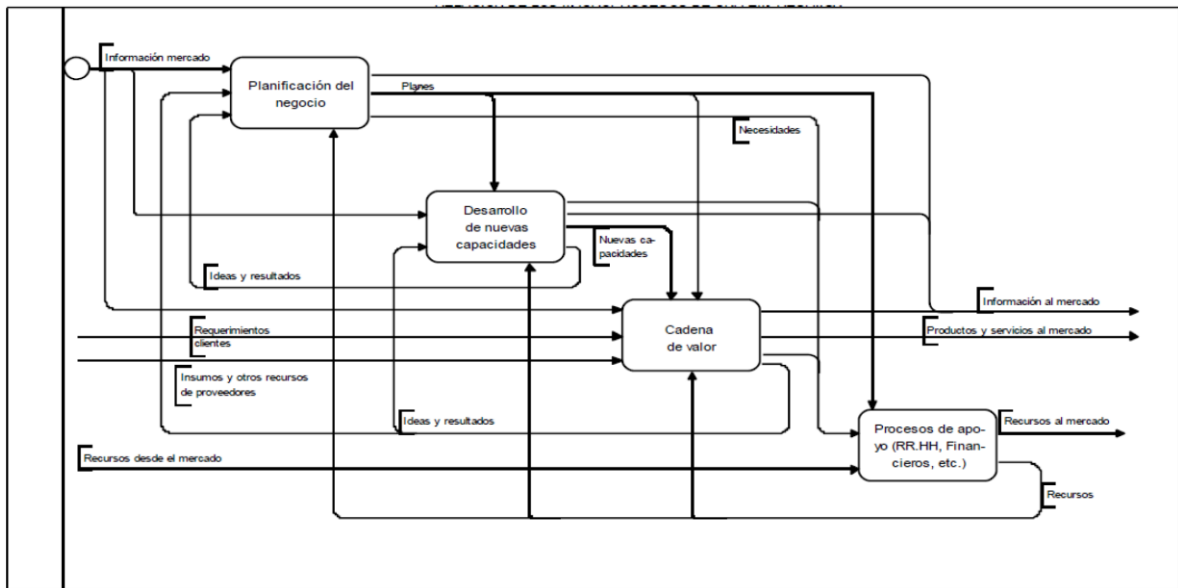 Información mercado
Planificación del
negocio
Planes
Necesidades
Desarrollo
de nuevas
capacidades
Nuevas ca-
pacidades
Ideas y resultados
Información al mercado
Requerimientos
clientes
Cadena
de valor
Productos y servicios al mercado
Insumos y otros recursos
de proveedores
Ideas y resultados
Procesos de apo-
yo (RR.HH, Finan-
cieros, etc.)
Recursos al mercado
Recursos desde el mercado
Recursos